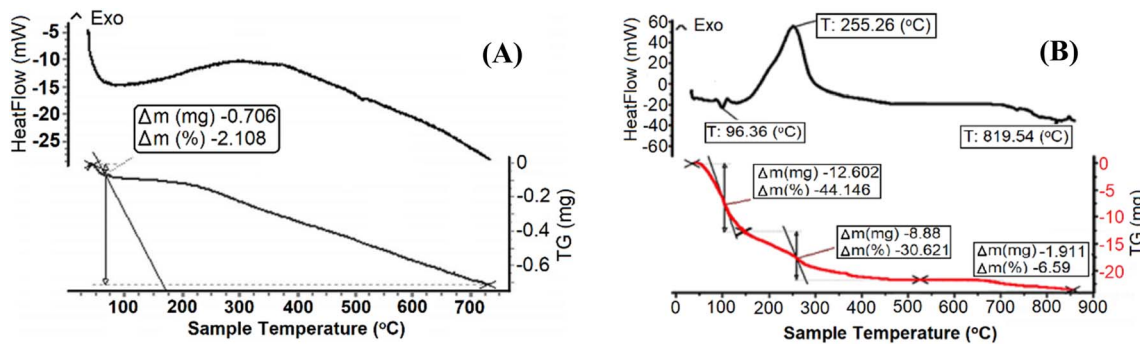 ^ Exo
(A)
HeatFlow (mW)
-5
-10
-15
-20
-25
Δm (mg) -0.706
Δm (%) -2.108
0
-0.2
-0.4
-0.6
TG (mg)
100 200 300 400 500 600 700
Sample Temperature (°C)
^ Exo
(B)
HeatFlow (mW)
60
40
20
0
-20
-40
-60
T: 255.26 (°C)
T: 96.36 (°C)
T: 819.54 (°C)
Δm(mg) -12.602
Δm(%) -44.146
Δm(mg) -8.88
Δm(%) -30.621
Δm(mg) -1.911
Δm(%) -6.59
0
-5
-10
-15
-20
TG (mg)
0 100 200 300 400 500 600 700 800 900
Sample Temperature (°C)